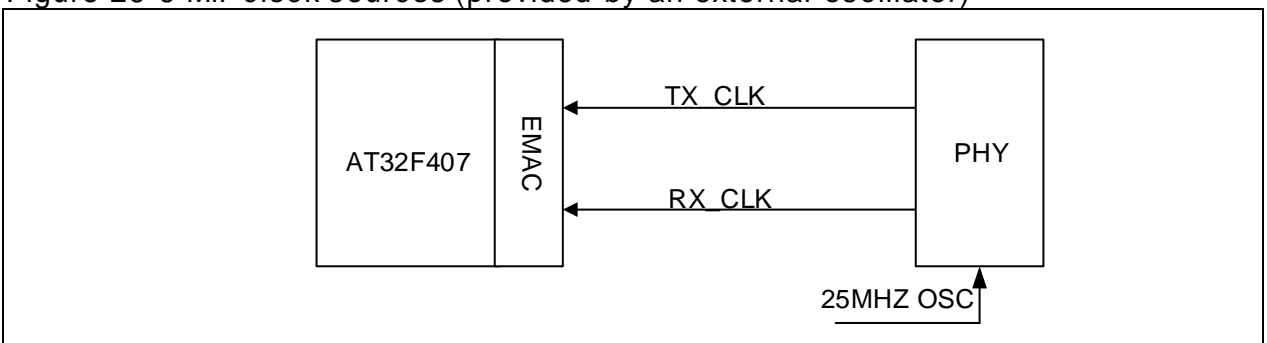 Figure 26-3 MII clock sources (provided by an external oscillator)
TX_CLK
EMAC
AT32F407
PHY
RX_CLK
25MHZ OSC